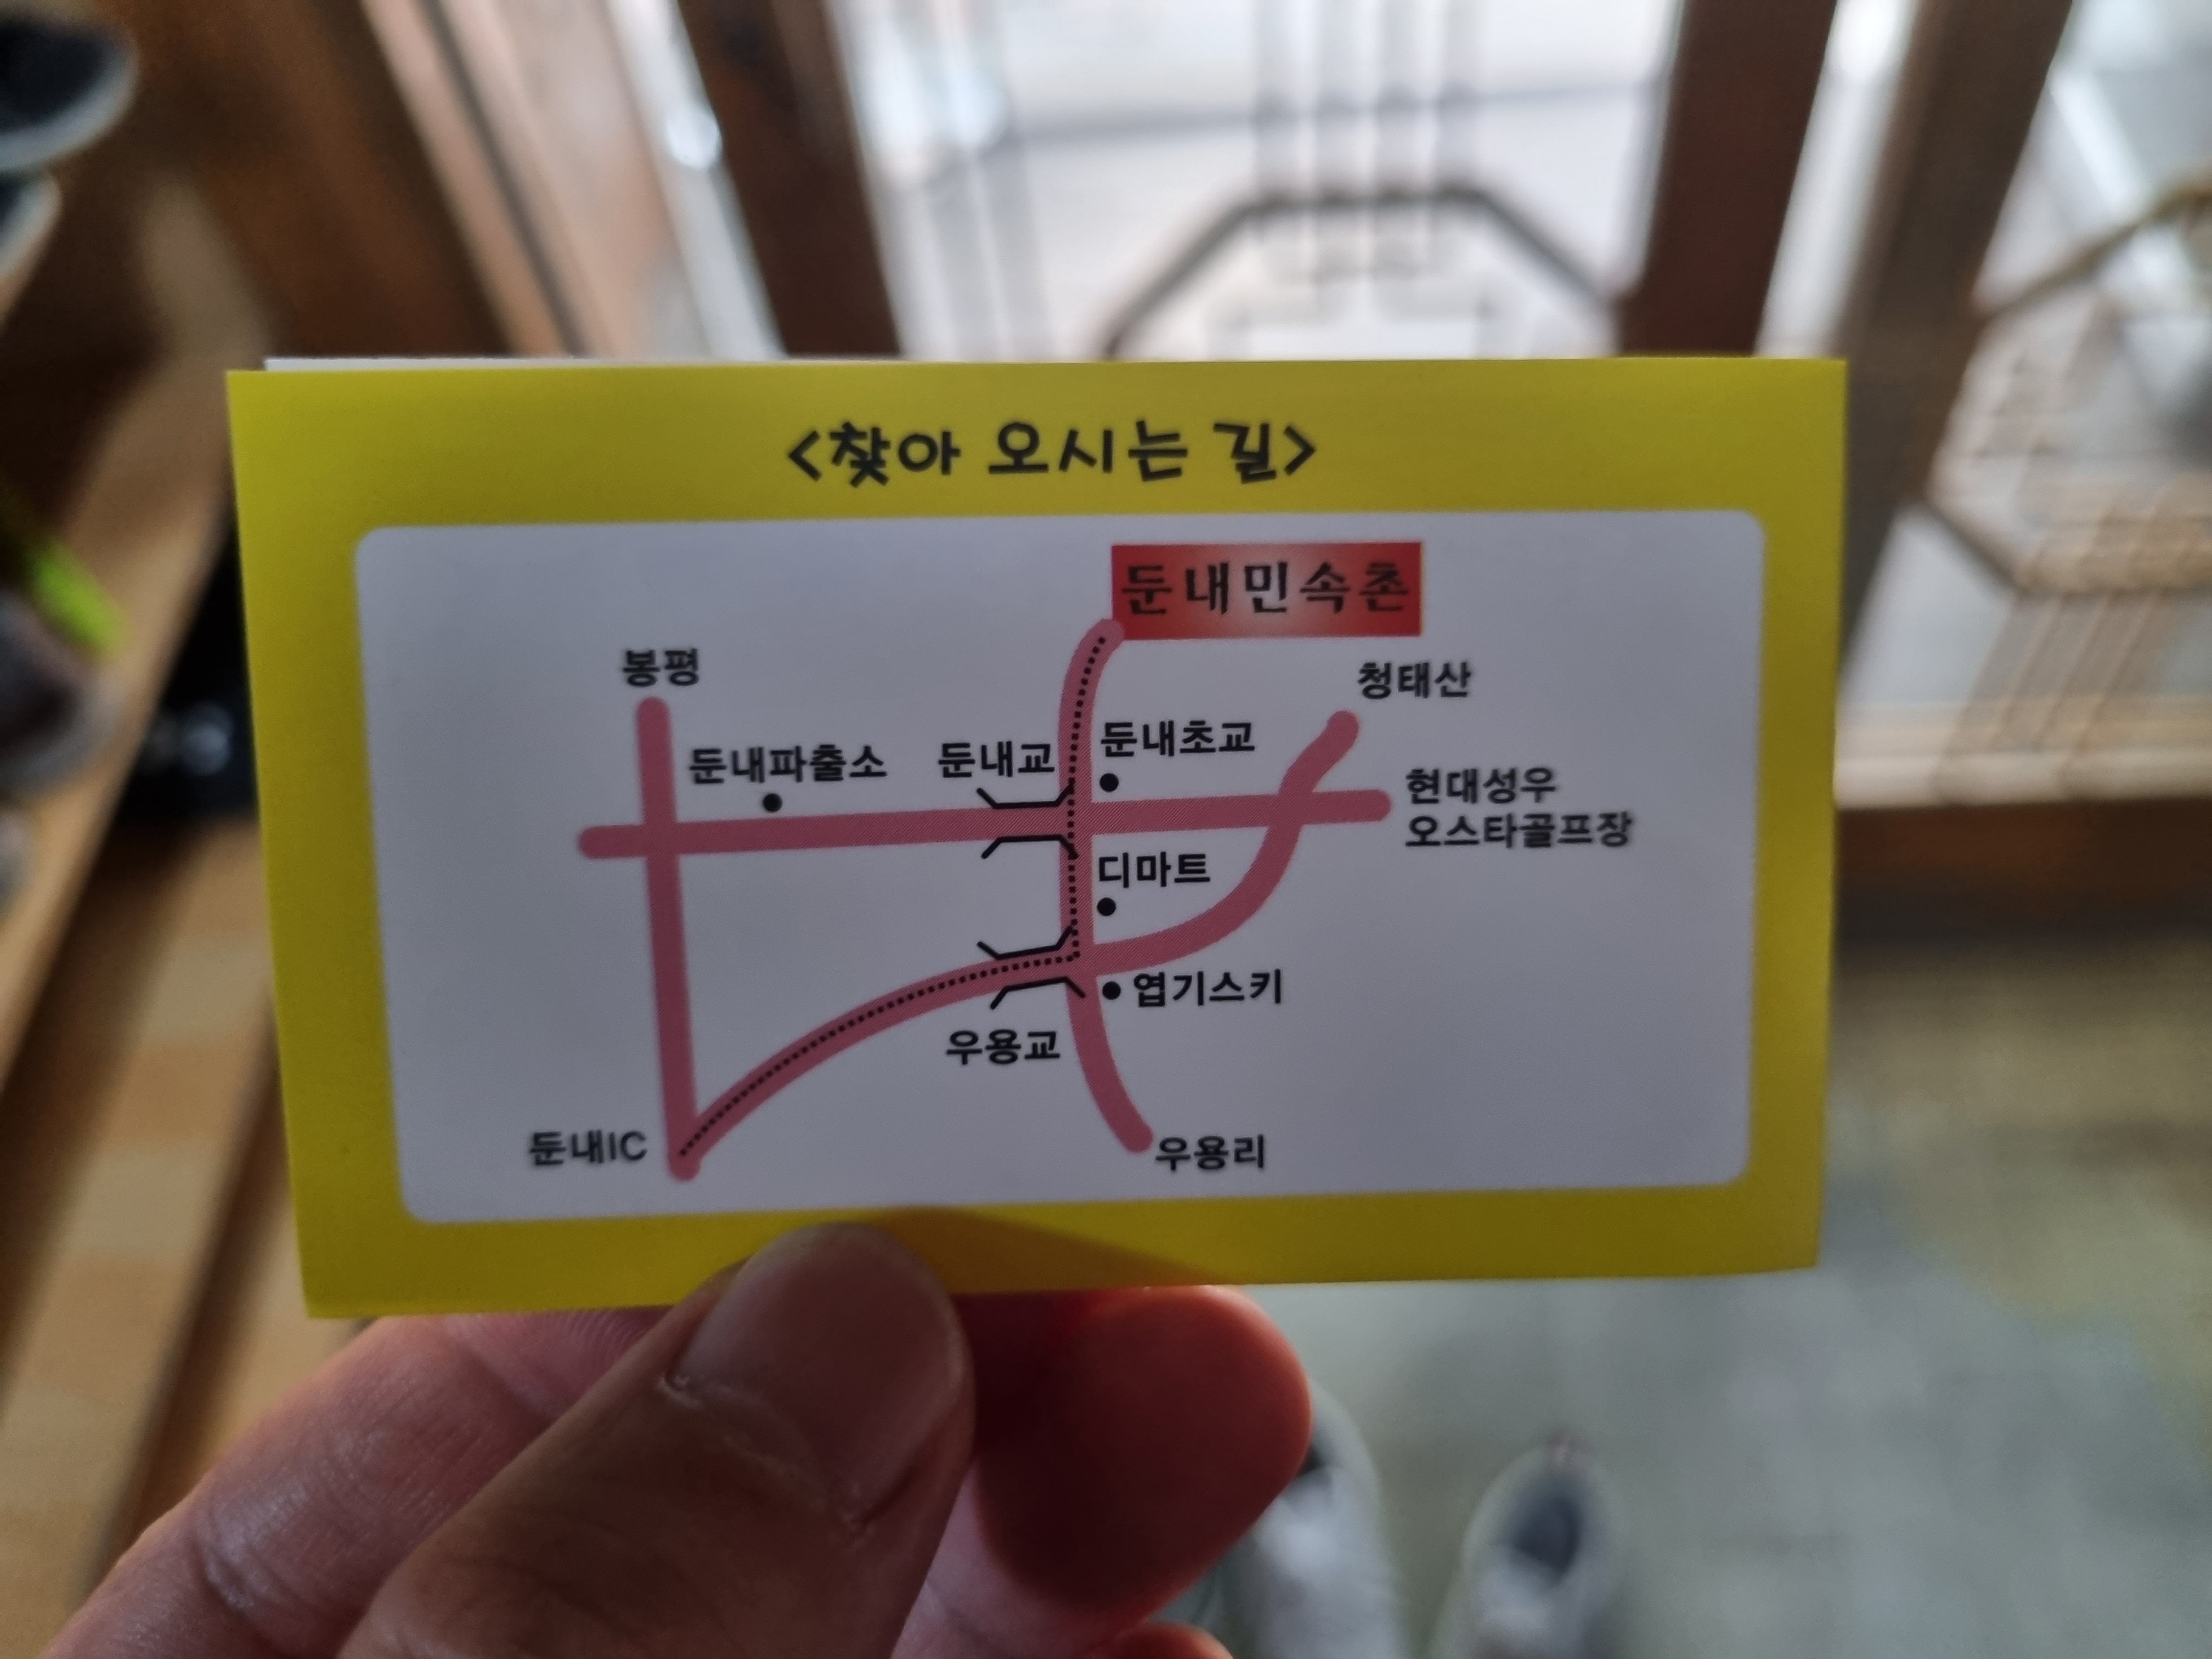 <찾아 오시는 길>
둔내민속촌
봉평
청태산
둔내파출소
둔내교
둔내초교
현대성우
오스타골프장
디마트
엽기스키
우용교
둔내IC
우용리